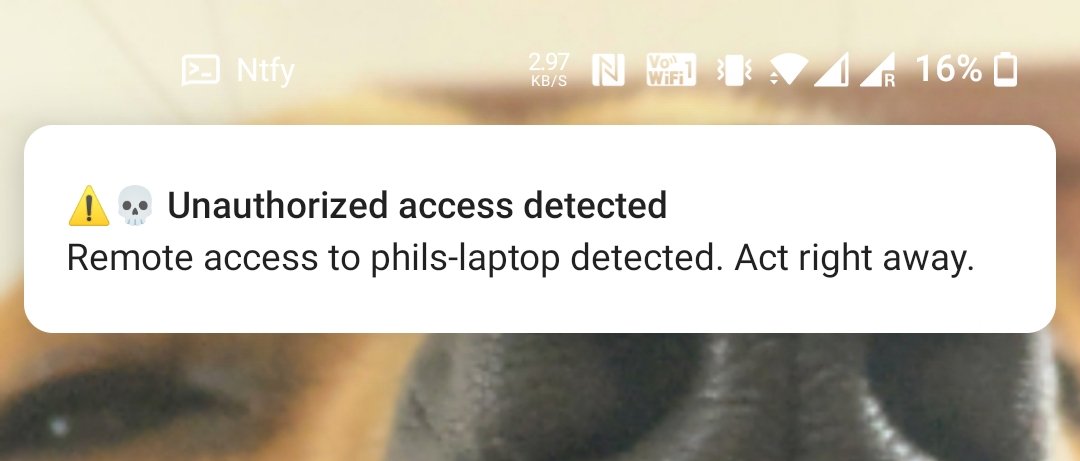 Ntfy
2.97
KB/S
Vo))
WiFi 1
R
16%
⚠️💀 Unauthorized access detected
Remote access to phils-laptop detected. Act right away.